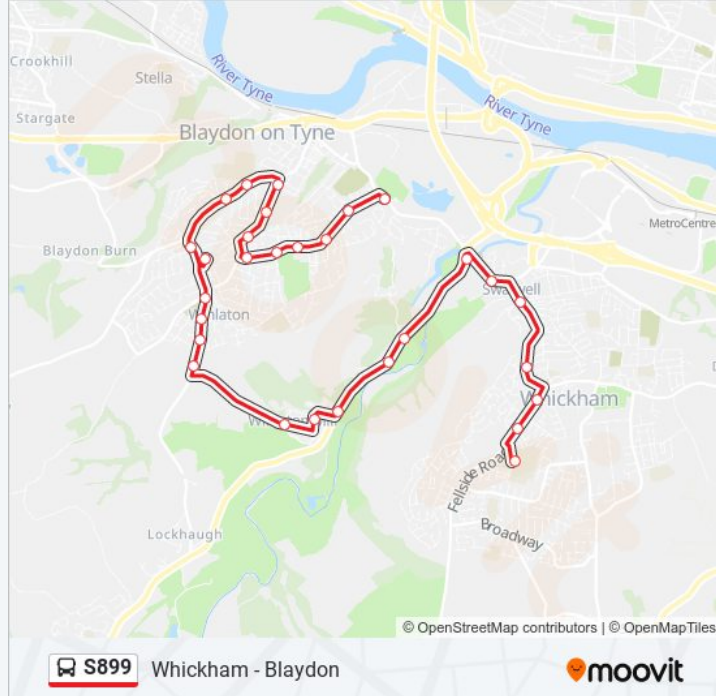 Crookhill
Stella
River Tyne
Stargate
River Tyne
Blaydon on Tyne
MetroCentre
Blaydon Burn
Swalwell
Winlaton
Whickham
Fellside Road
Broadway
Lockhaugh
© OpenStreetMap contributors | © OpenMapTiles
S899 Whickham - Blaydon
moovit